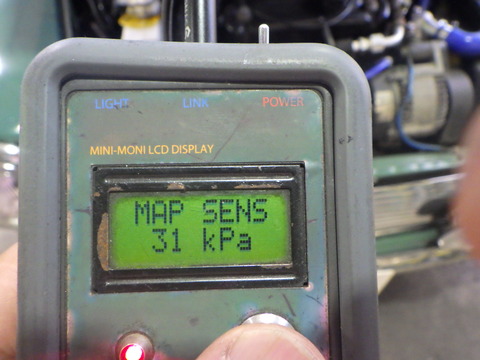 LIGHT LINK POWER
MINI-MONI LCD DISPLAY
MAP SENS
31 kPa